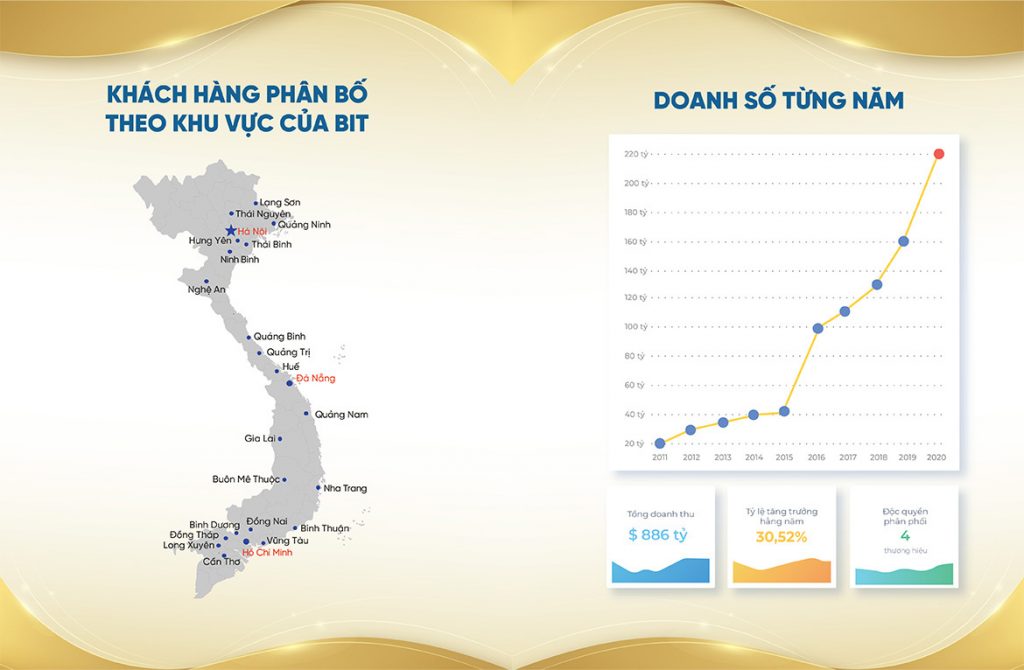 KHÁCH HÀNG PHÂN BỐ
THEO KHU VỰC CỦA BIT
Lạng Sơn
Thái Nguyên
Quảng Ninh
Hà Nội
Hưng Yên
Thái Bình
Ninh Bình
Nghệ An
Quảng Bình
Quảng Trị
Huế
Đà Nẵng
Quảng Nam
Gia Lai
Buôn Mê Thuộc
Nha Trang
Bình Dương
Đồng Nai
Bình Thuận
Đồng Tháp
Long Xuyên
Vũng Tàu
Hồ Chí Minh
Cần Thơ
DOANH SỐ TỪNG NĂM
220 tỷ
200 tỷ
180 tỷ
160 tỷ
140 tỷ
120 tỷ
100 tỷ
80 tỷ
60 tỷ
40 tỷ
20 tỷ
2011 2012 2013 2014 2015 2016 2017 2018 2019 2020
Tổng doanh thu
$ 886 tỷ
Tỷ lệ tăng trưởng
hằng năm
30,52%
Độc quyền
phân phối
4
thương hiệu